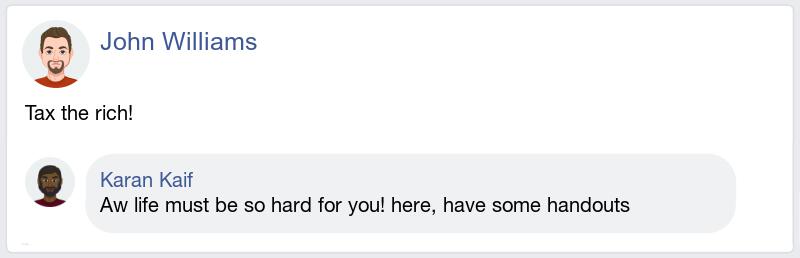 John Williams
Tax the rich!
Karan Kaif
Aw life must be so hard for you! here, have some handouts